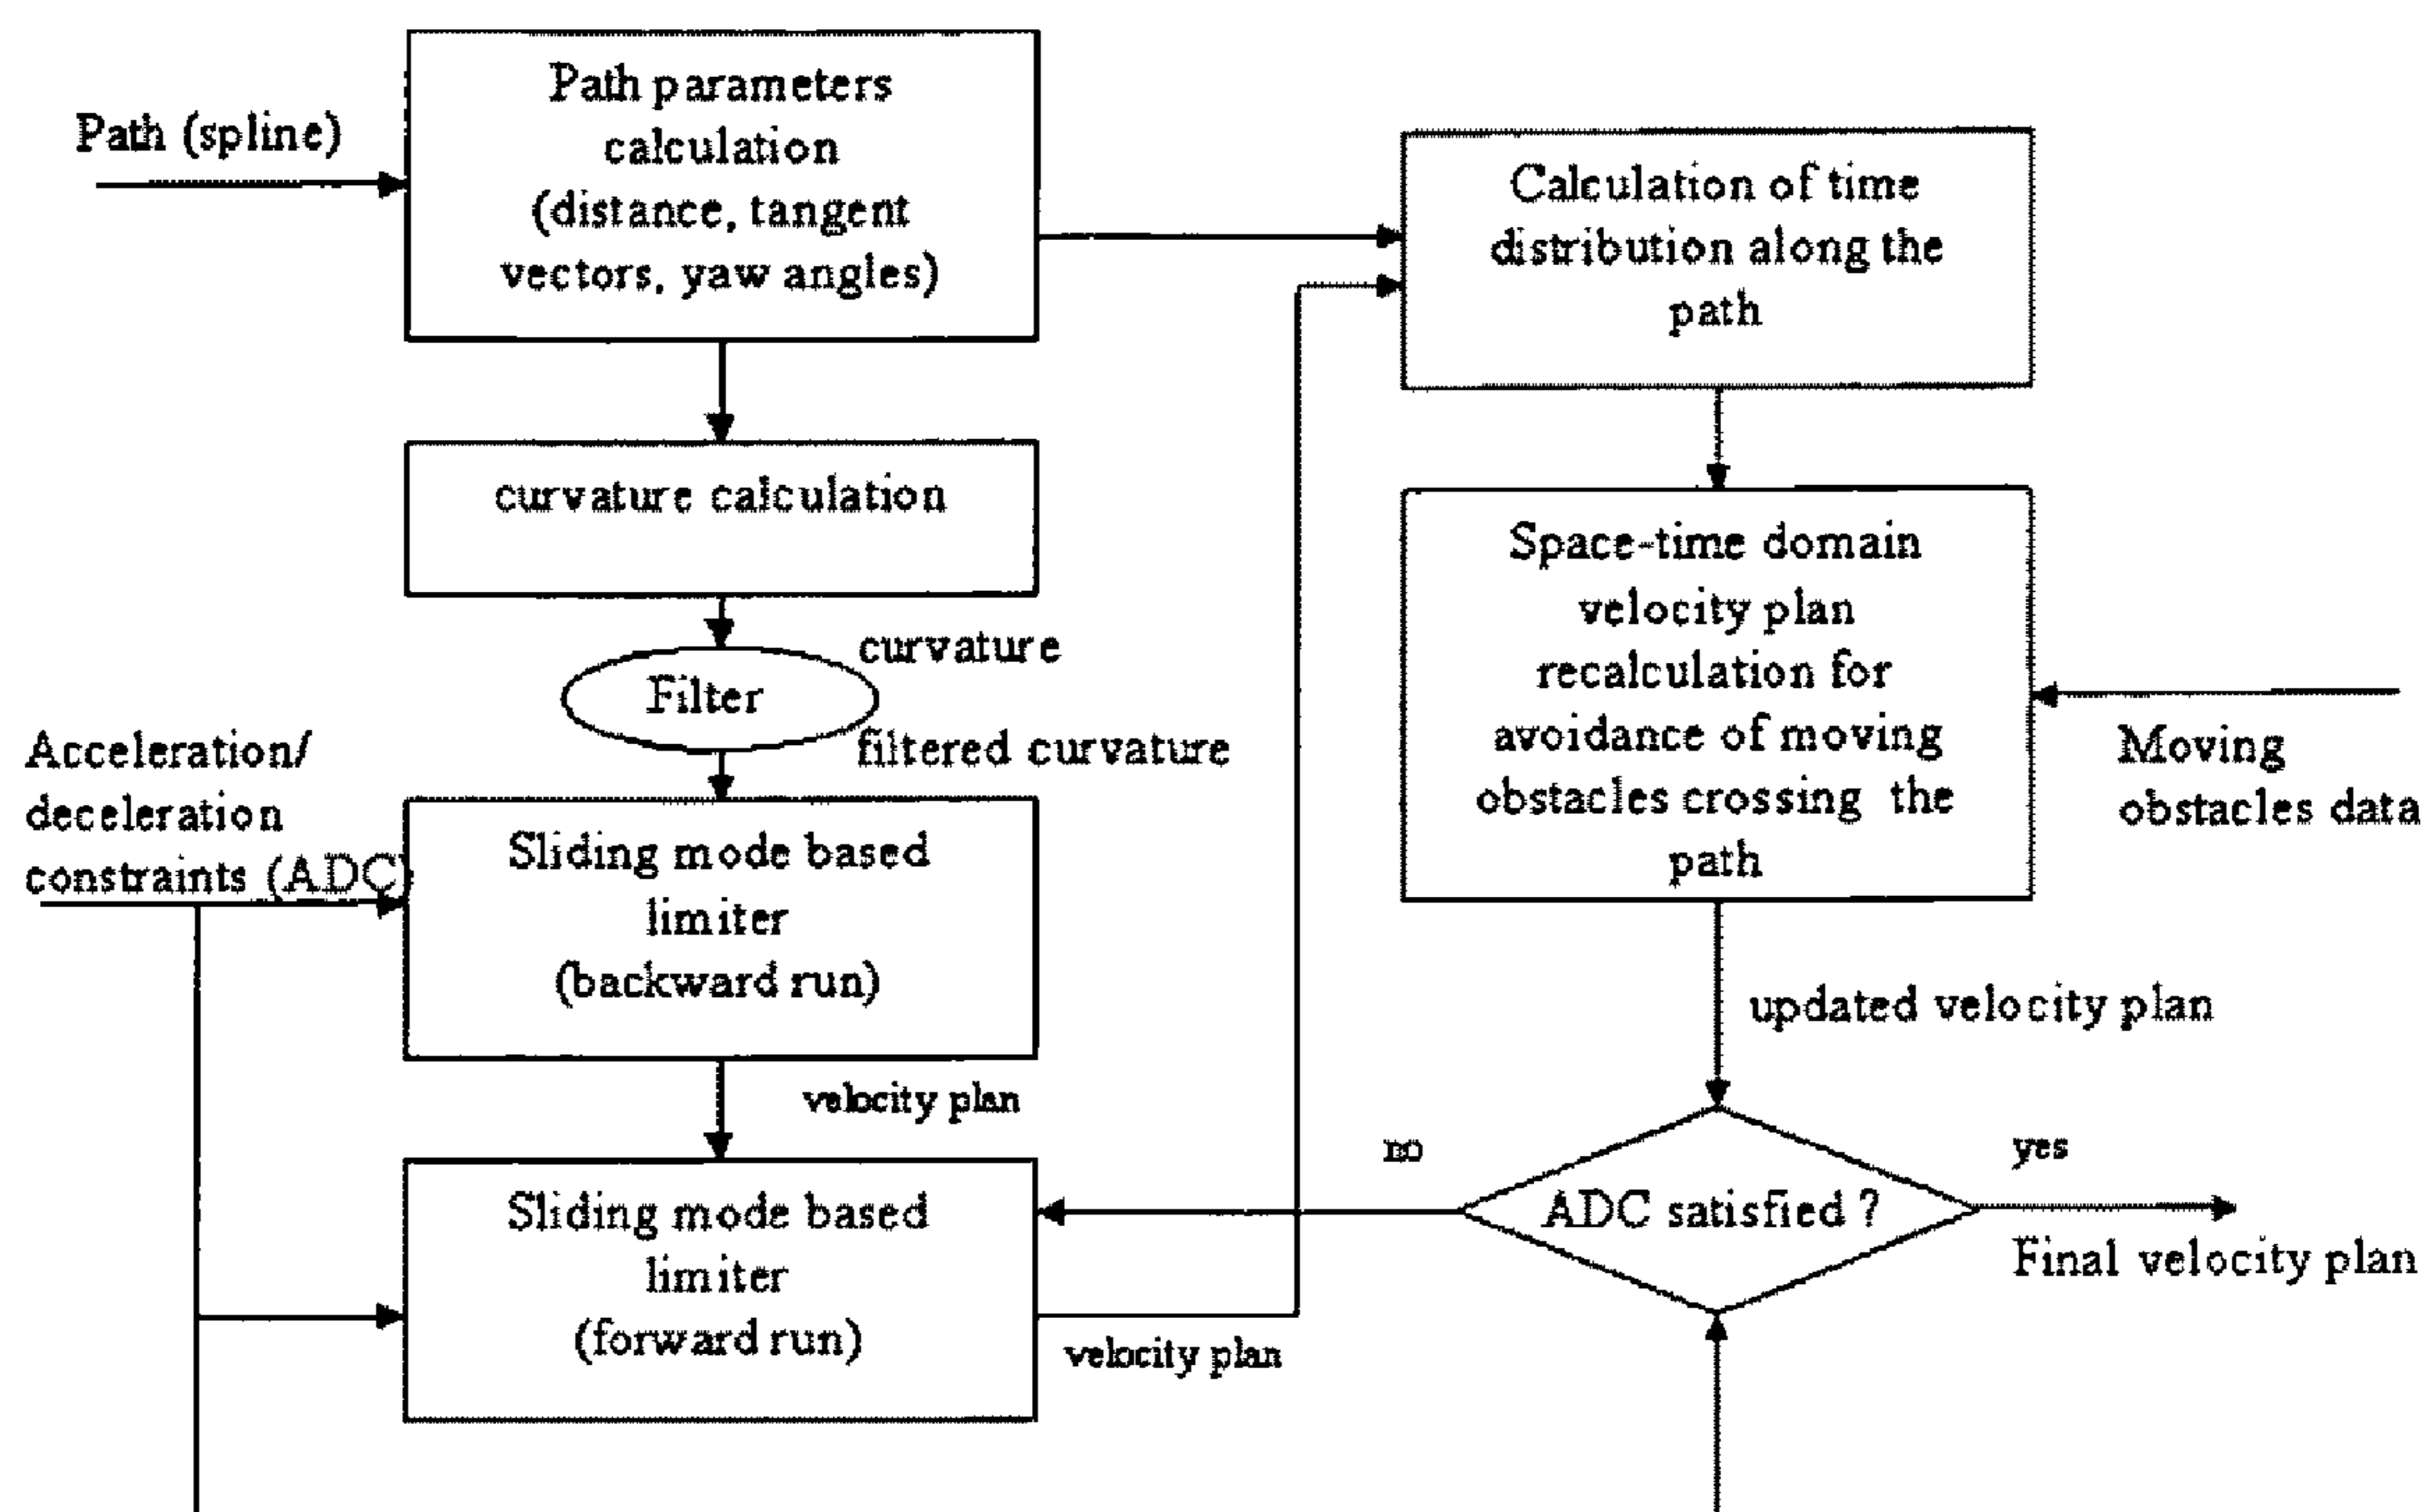 Path (spline)
Path parameters
calculation
(distance, tangent
vectors, yaw angles)
curvature calculation
curvature
Filter
filtered curvature
Acceleration/
deceleration
constraints (ADC)
Sliding mode based
limiter
(backward run)
velocity plan
Sliding mode based
limiter
(forward run)
velocity plan
Calculation of time
distribution along the
path
Space-time domain
velocity plan
recalculation for
avoidance of moving
obstacles crossing the
path
Moving
obstacles data
updated velocity plan
no
ADC satisfied ?
yes
Final velocity plan